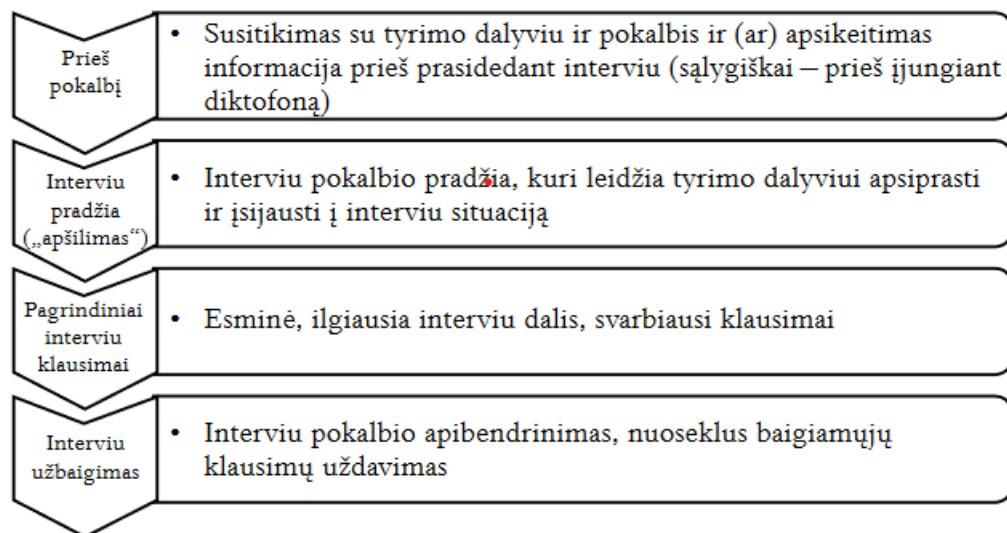 Prieš
pokalbį
• Susitikimas su tyrimo dalyviu ir pokalbis ir (ar) apsikeitimas
informacija prieš prasidedant interviu (sąlygiškai – prieš įjungiant
diktofoną)
Interviu
pradžia
(„apšilimas“)
• Interviu pokalbio pradžia, kuri leidžia tyrimo dalyviui apsiprasti
ir įsijausti į interviu situaciją
Pagrindiniai
interviu
klausimai
• Esminė, ilgiausia interviu dalis, svarbiausi klausimai
Interviu
užbaigimas
• Interviu pokalbio apibendrinimas, nuoseklus baigiamųjų
klausimų uždavimas